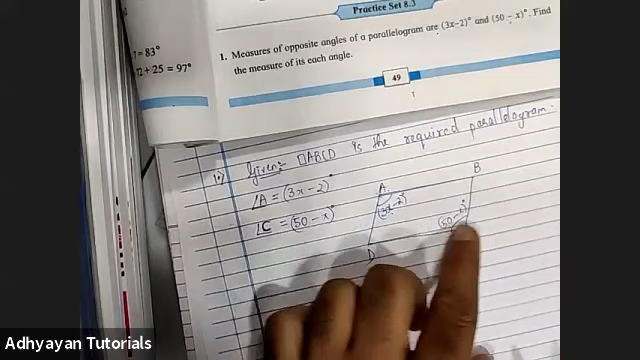 Practice Set 8.3
= 83°
72 + 25 = 97°
1. Measures of opposite angles of a parallelogram are (3x−2)° and (50 − x)°. Find
the measure of its each angle.
49
1) Given:- □ABCD is the required parallelogram.
∠A = (3x − 2)°
∠C = (50 − x)°
A
B
(3x−2)°
(50−x)°
D
Adhyayan Tutorials